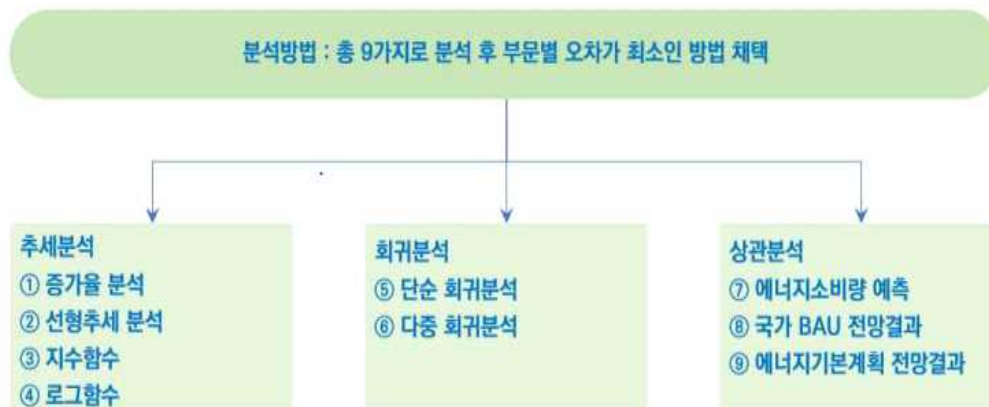 분석방법 : 총 9가지로 분석 후 부문별 오차가 최소인 방법 채택
추세분석
① 증가율 분석
② 선형추세 분석
③ 지수함수
④ 로그함수
회귀분석
⑤ 단순 회귀분석
⑥ 다중 회귀분석
상관분석
⑦ 에너지소비량 예측
⑧ 국가 BAU 전망결과
⑨ 에너지기본계획 전망결과